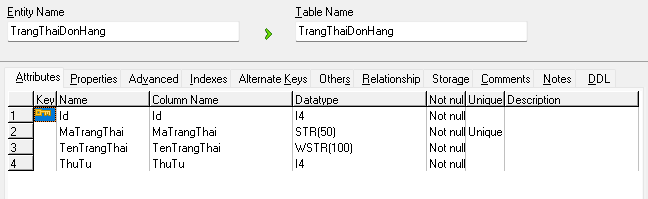 Entity Name Table Name
TrangThaiDonHang TrangThaiDonHang
Attributes Properties Advanced Indexes Alternate Keys Others Relationship Storage Comments Notes DDL
Key Name Column Name Datatype Not nul Unique Description
1 Id Id I4 Not null
2 MaTrangThai MaTrangThai STR(50) Not null Unique
3 TenTrangThai TenTrangThai WSTR(100) Not null
4 ThuTu ThuTu I4 Not null